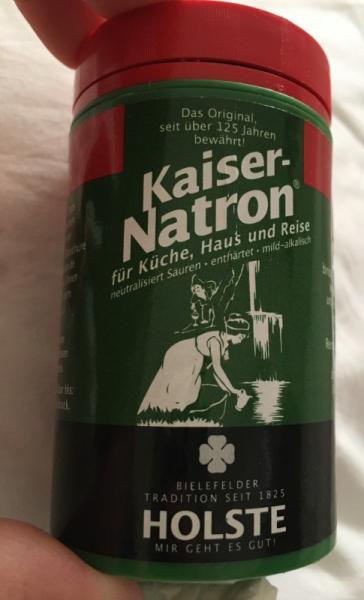 Das Original,
seit über 125 Jahren
bewährt!
Kaiser-
Natron®
für Küche, Haus und Reise
neutralisiert Säuren • enthärtet • mild-alkalisch
BIELEFELDER
TRADITION SEIT 1825
HOLSTE
MIR GEHT ES GUT!